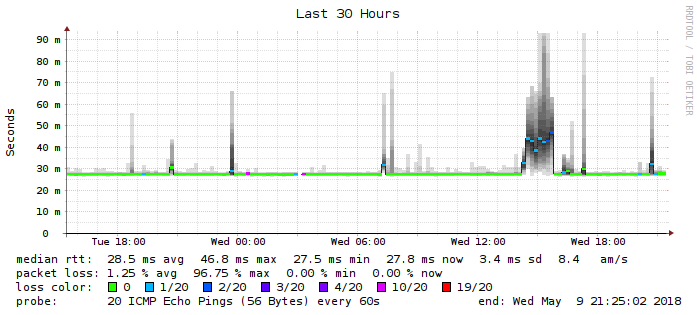 Last 30 Hours
RRDTOOL / TOBI OETIKER
Seconds
90 m
80 m
70 m
60 m
50 m
40 m
30 m
20 m
10 m
0
Tue 18:00 Wed 00:00 Wed 06:00 Wed 12:00 Wed 18:00
median rtt: 28.5 ms avg 46.8 ms max 27.5 ms min 27.8 ms now 3.4 ms sd 8.4 am/s
packet loss: 1.25 % avg 96.75 % max 0.00 % min 0.00 % now
loss color: 0 1/20 2/20 3/20 4/20 10/20 19/20
probe: 20 ICMP Echo Pings (56 Bytes) every 60s end: Wed May 9 21:25:02 2018